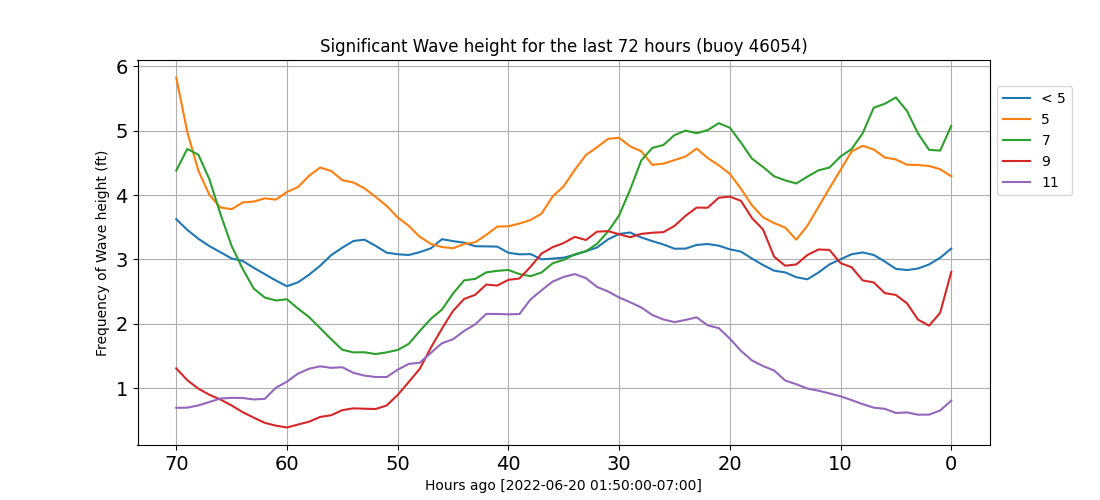 Significant Wave height for the last 72 hours (buoy 46054)
Frequency of Wave height (ft)
6
5
4
3
2
1
70 60 50 40 30 20 10 0
Hours ago [2022-06-20 01:50:00-07:00]
< 5
5
7
9
11